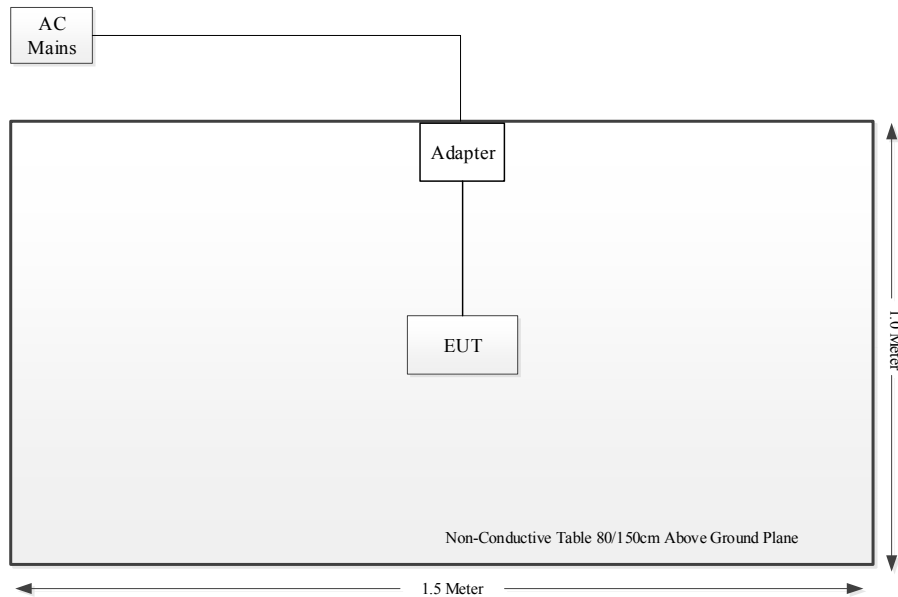 AC
Mains
Adapter
EUT
1.0 Meter
Non-Conductive Table 80/150cm Above Ground Plane
1.5 Meter